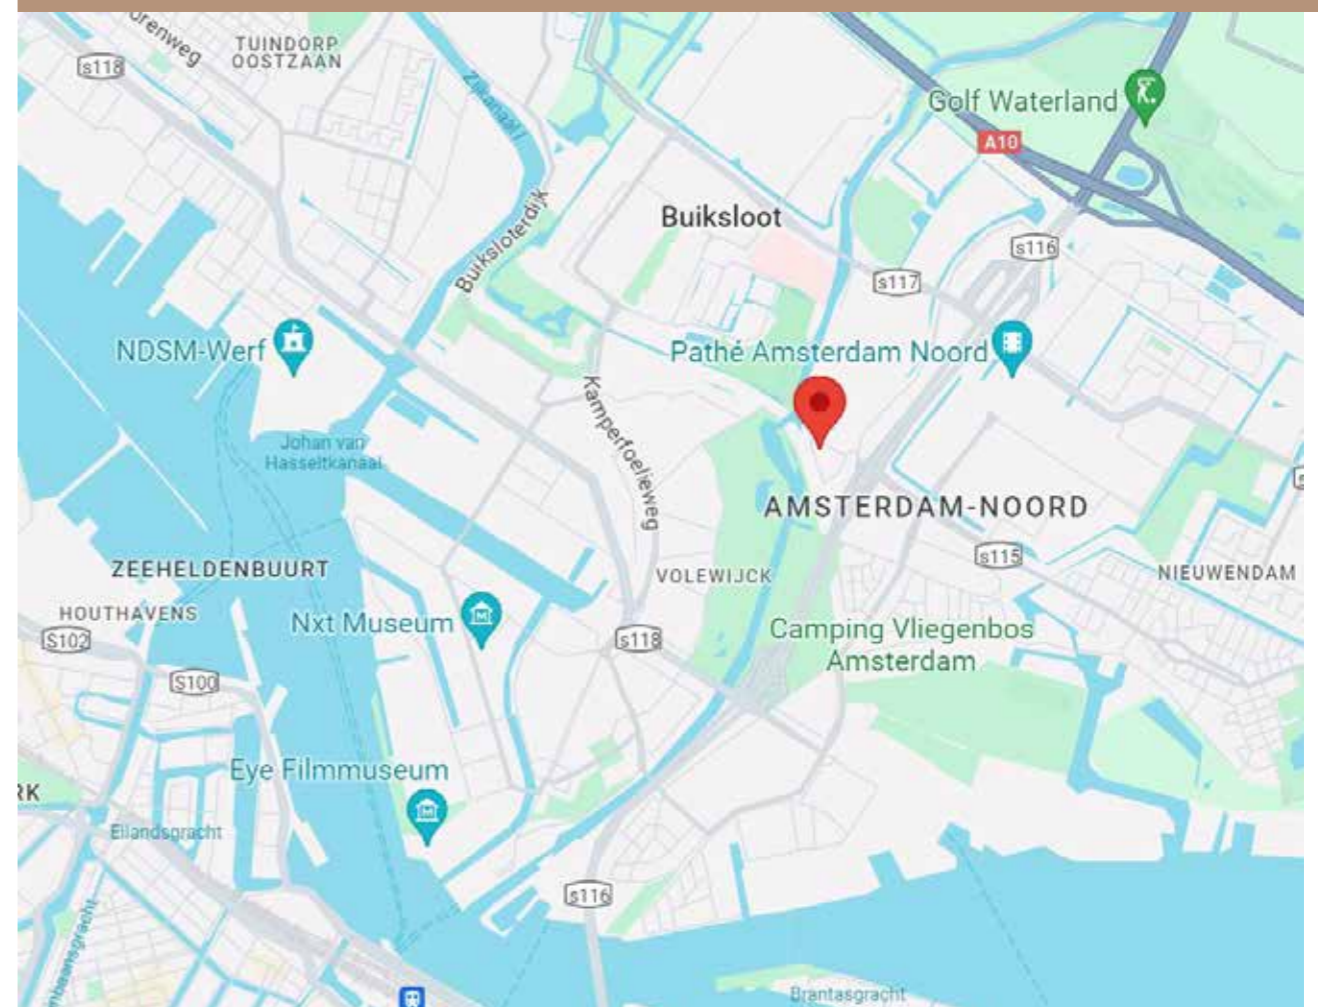 orenweg
TUINDORP
OOSTZAAN
s118
Zijkanaal I
Golf Waterland
A10
Buiksloterdijk
Buiksloot
s116
s117
NDSM-Werf
Pathé Amsterdam Noord
Kamperfoelieweg
Johan van
Hasseltkanaal
AMSTERDAM-NOORD
s115
ZEEHELDENBUURT
VOLEWIJCK
NIEUWENDAM
HOUTHAVENS
S102
Nxt Museum
s118
Camping Vliegenbos
Amsterdam
S100
Eye Filmmuseum
RK
Eilandsgracht
s116
nbaansgracht
Brantasgracht